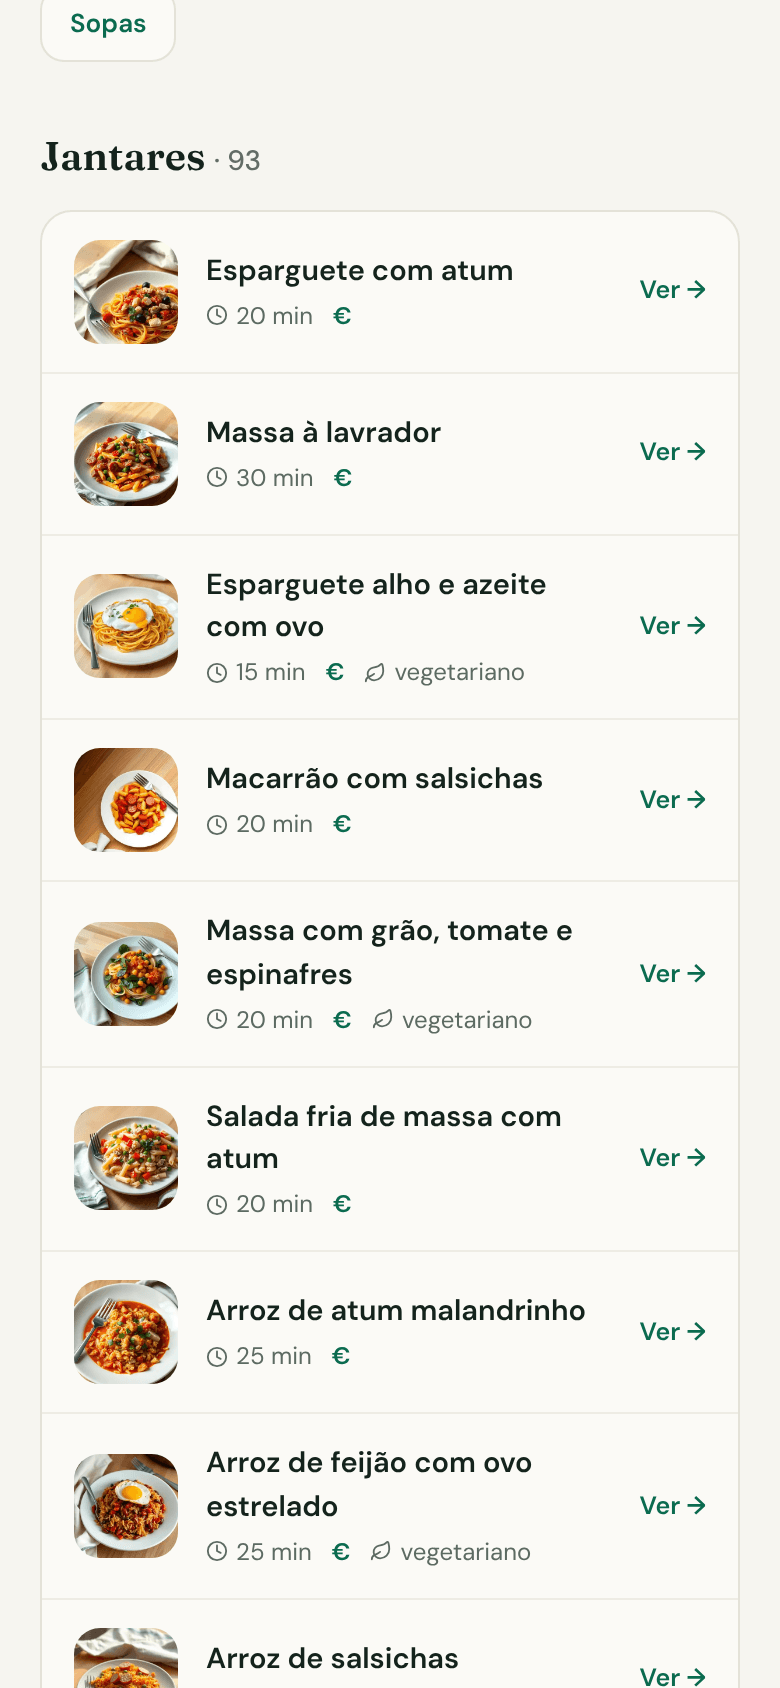 Sopas
Jantares · 93
Esparguete com atum
20 min €
Ver →
Massa à lavrador
30 min €
Ver →
Esparguete alho e azeite
com ovo
15 min € vegetariano
Ver →
Macarrão com salsichas
20 min €
Ver →
Massa com grão, tomate e
espinafres
20 min € vegetariano
Ver →
Salada fria de massa com
atum
20 min €
Ver →
Arroz de atum malandrinho
25 min €
Ver →
Arroz de feijão com ovo
estrelado
25 min € vegetariano
Ver →
Arroz de salsichas
Ver →